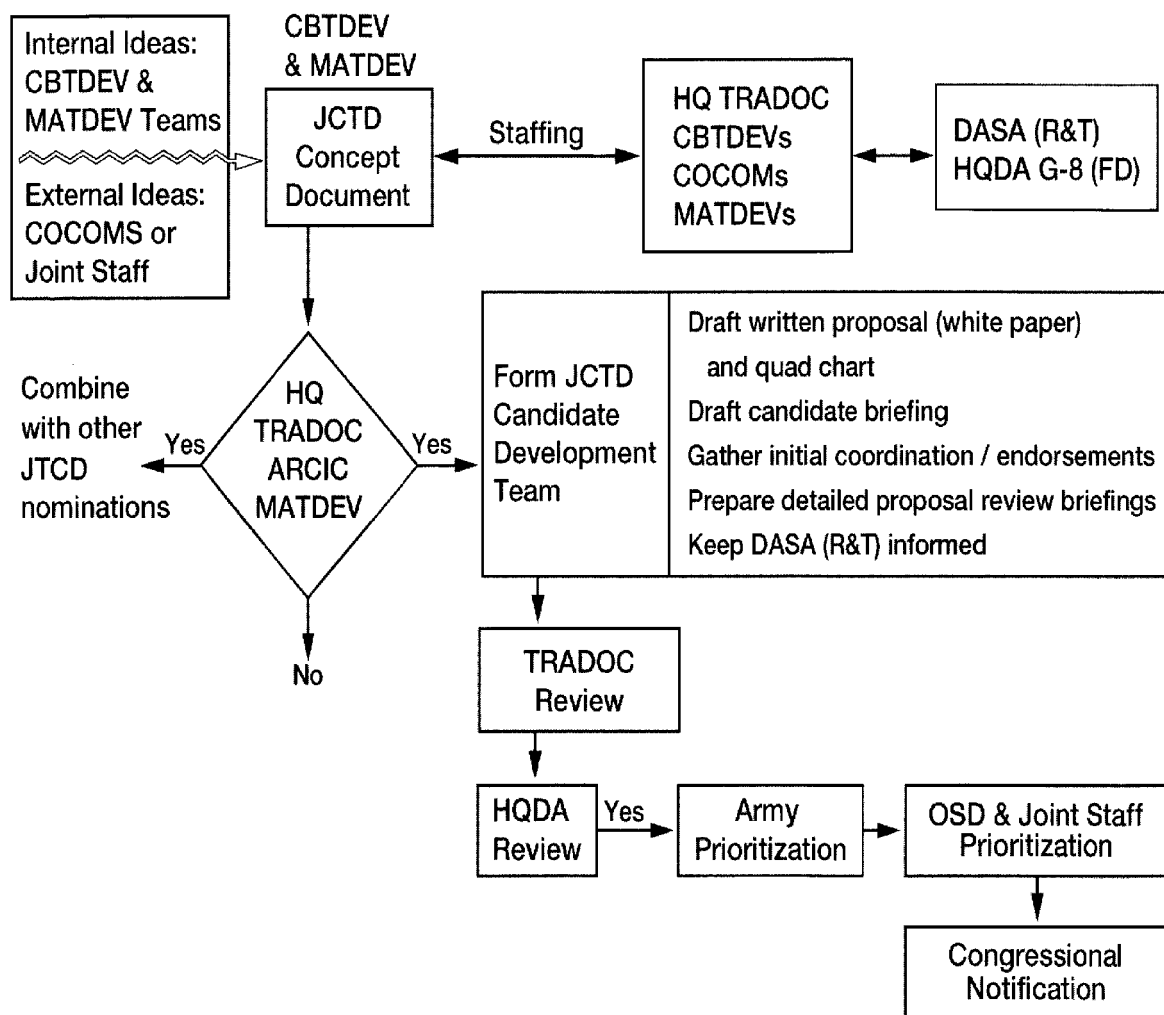 Internal Ideas:
CBTDEV &
MATDEV Teams
External Ideas:
COCOMS or
Joint Staff
CBTDEV
& MATDEV
JCTD
Concept
Document
Staffing
HQ TRADOC
CBTDEVs
COCOMs
MATDEVs
DASA (R&T)
HQDA G-8 (FD)
Combine
with other
JTCD
nominations
Yes
HQ
TRADOC
ARCIC
MATDEV
Yes
No
Form JCTD
Candidate
Development
Team
Draft written proposal (white paper)
and quad chart
Draft candidate briefing
Gather initial coordination / endorsements
Prepare detailed proposal review briefings
Keep DASA (R&T) informed
TRADOC
Review
HQDA
Review
Yes
Army
Prioritization
OSD & Joint Staff
Prioritization
Congressional
Notification